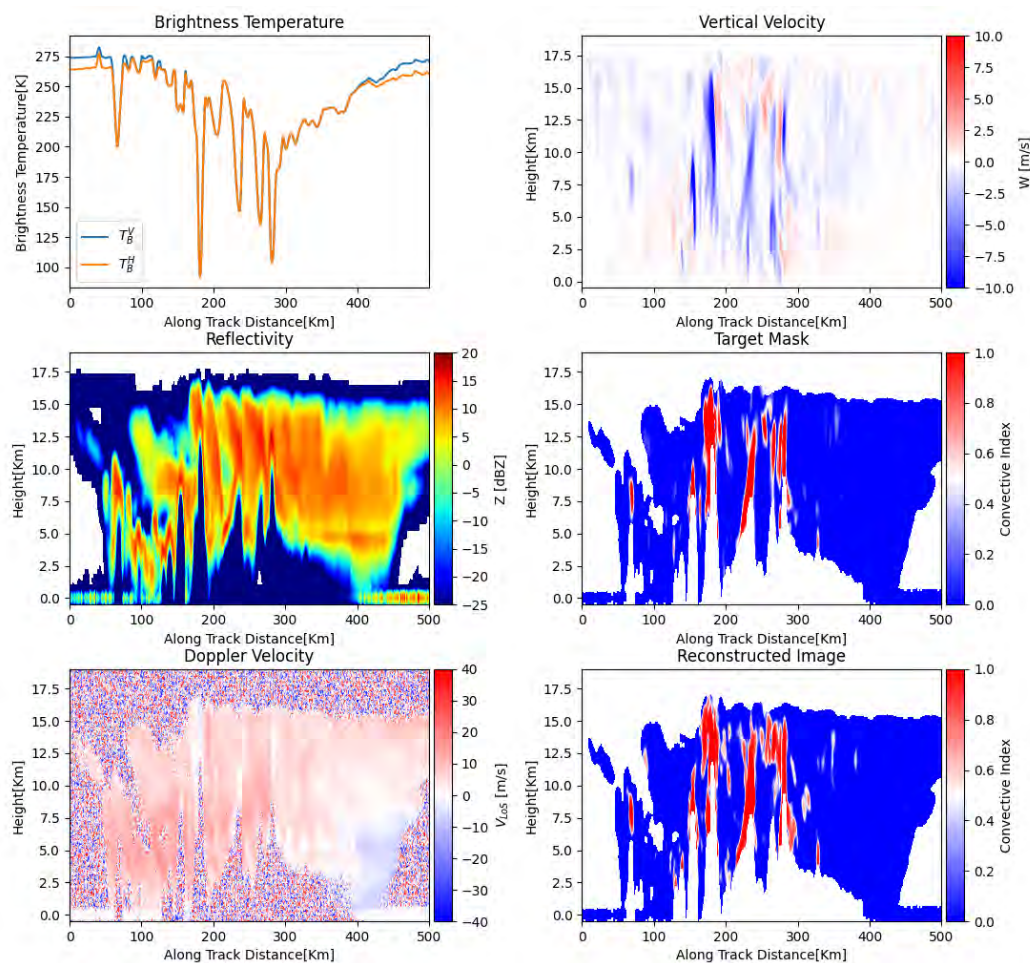 Brightness Temperature
Brightness Temperature[K]
275
250
225
200
175
150
125
100
T_B^V
T_B^H
0 100 200 300 400
Along Track Distance[Km]
Vertical Velocity
Height[Km]
17.5
15.0
12.5
10.0
7.5
5.0
2.5
0.0
0 100 200 300 400 500
Along Track Distance[Km]
10.0
7.5
5.0
2.5
0.0
−2.5
−5.0
−7.5
−10.0
W [m/s]
Reflectivity
Height[Km]
17.5
15.0
12.5
10.0
7.5
5.0
2.5
0.0
0 100 200 300 400 500
Along Track Distance[Km]
20
15
10
5
0
−5
−10
−15
−20
−25
Z [dBZ]
Target Mask
Height[Km]
17.5
15.0
12.5
10.0
7.5
5.0
2.5
0.0
0 100 200 300 400 500
Along Track Distance[Km]
1.0
0.8
0.6
0.4
0.2
0.0
Convective Index
Doppler Velocity
Height[Km]
17.5
15.0
12.5
10.0
7.5
5.0
2.5
0.0
0 100 200 300 400 500
Along Track Distance[Km]
40
30
20
10
0
−10
−20
−30
−40
V_LOS [m/s]
Reconstructed Image
Height[Km]
17.5
15.0
12.5
10.0
7.5
5.0
2.5
0.0
0 100 200 300 400 500
Along Track Distance[Km]
1.0
0.8
0.6
0.4
0.2
0.0
Convective Index